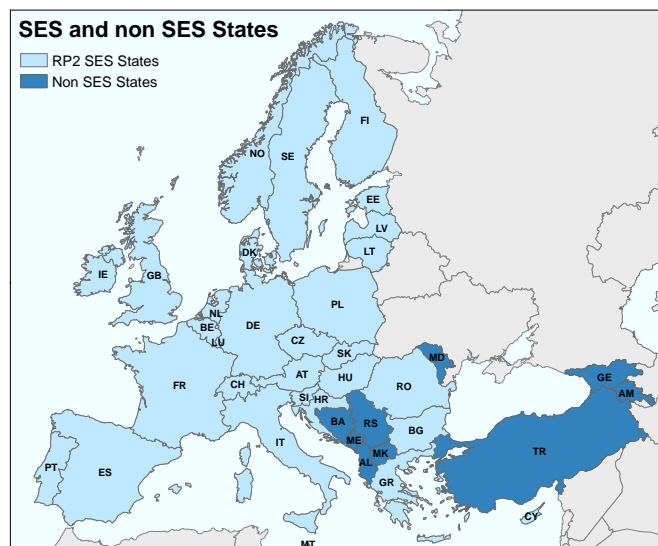 SES and non SES States
RP2 SES States
Non SES States
FI
NO
SE
EE
LV
LT
DK
IE
GB
NL
BE
LU
DE
PL
CZ
SK
MD
FR
CH
AT
HU
RO
SI
HR
BA
RS
GE
AM
IT
ME
MK
AL
BG
TR
PT
ES
GR
CY
MT